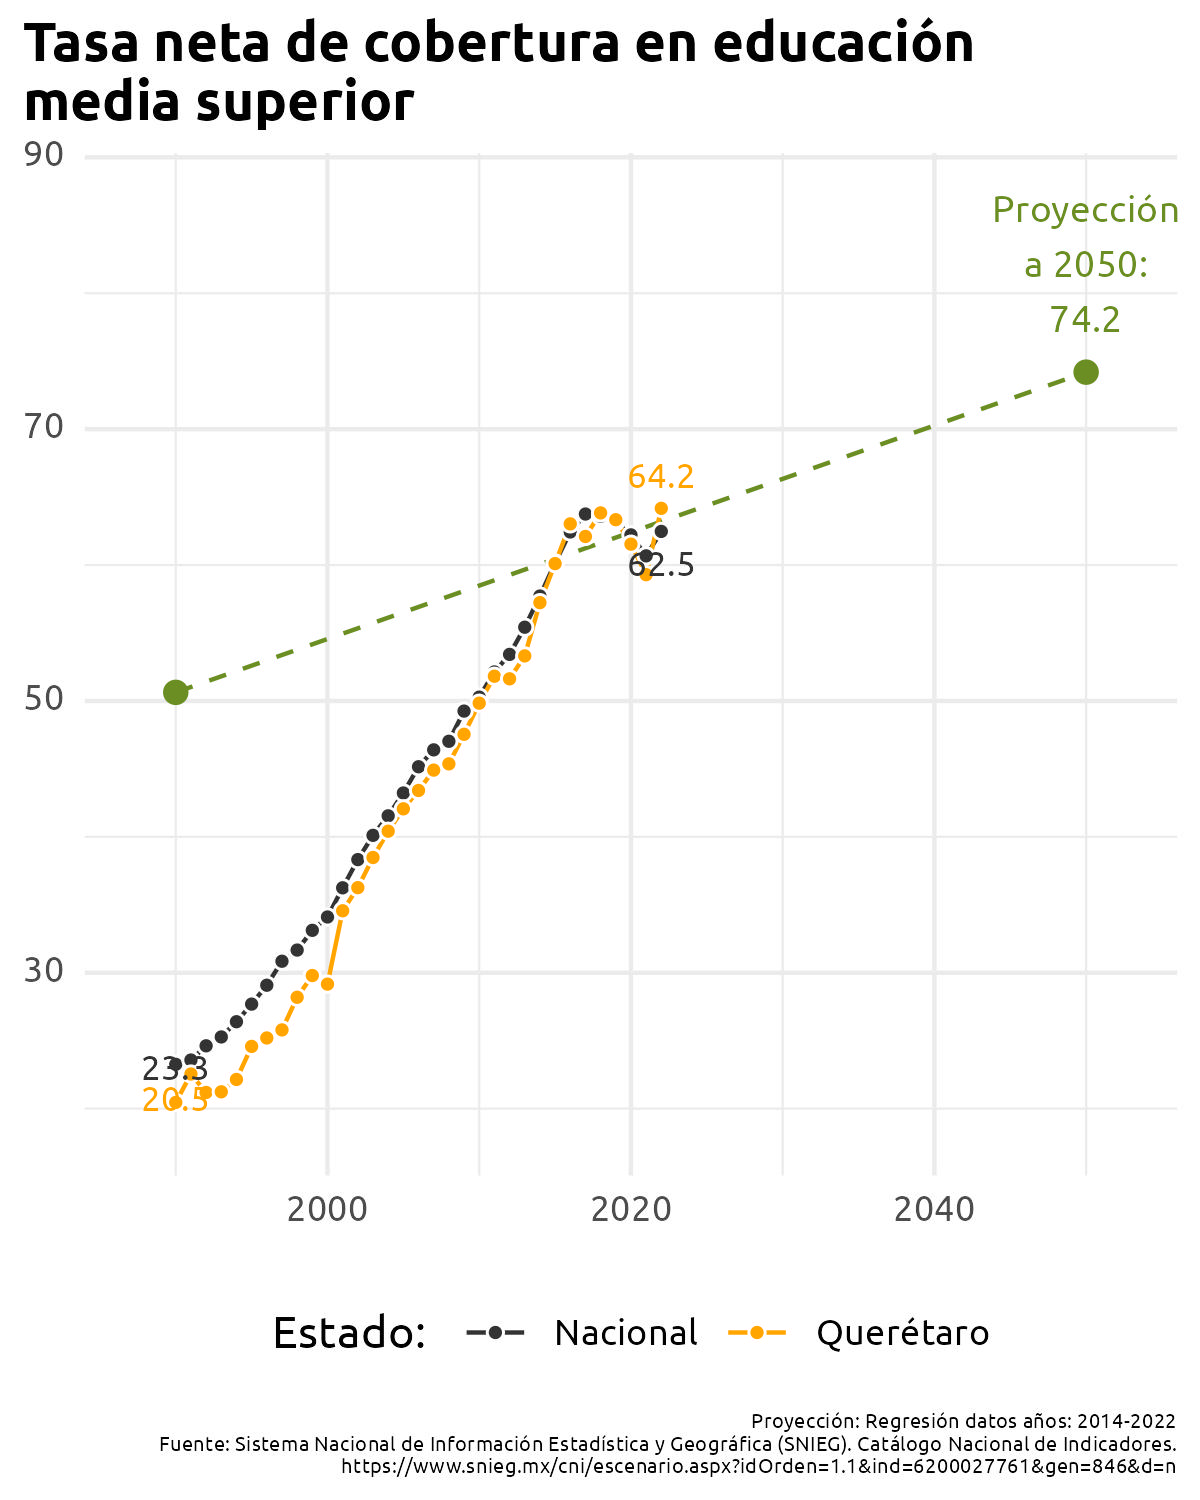 Tasa neta de cobertura en educación
media superior
90
Proyección
a 2050:
74.2
70
64.2
62.5
50
30
23.3
20.5
2000 2020 2040
Estado: Nacional Querétaro
Proyección: Regresión datos años: 2014-2022
Fuente: Sistema Nacional de Información Estadística y Geográfica (SNIEG). Catálogo Nacional de Indicadores.
https://www.snieg.mx/cni/escenario.aspx?idOrden=1.1&ind=6200027761&gen=846&d=n